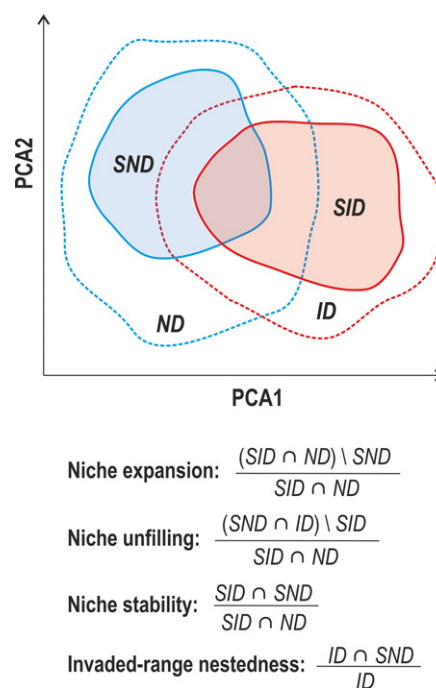 PCA2
SND
SID
ND
ID
PCA1
Niche expansion: (SID ∩ ND) \ SND
SID ∩ ND
Niche unfilling: (SND ∩ ID) \ SID
SID ∩ ND
Niche stability: SID ∩ SND
SID ∩ ND
Invaded-range nestedness: ID ∩ SND
ID